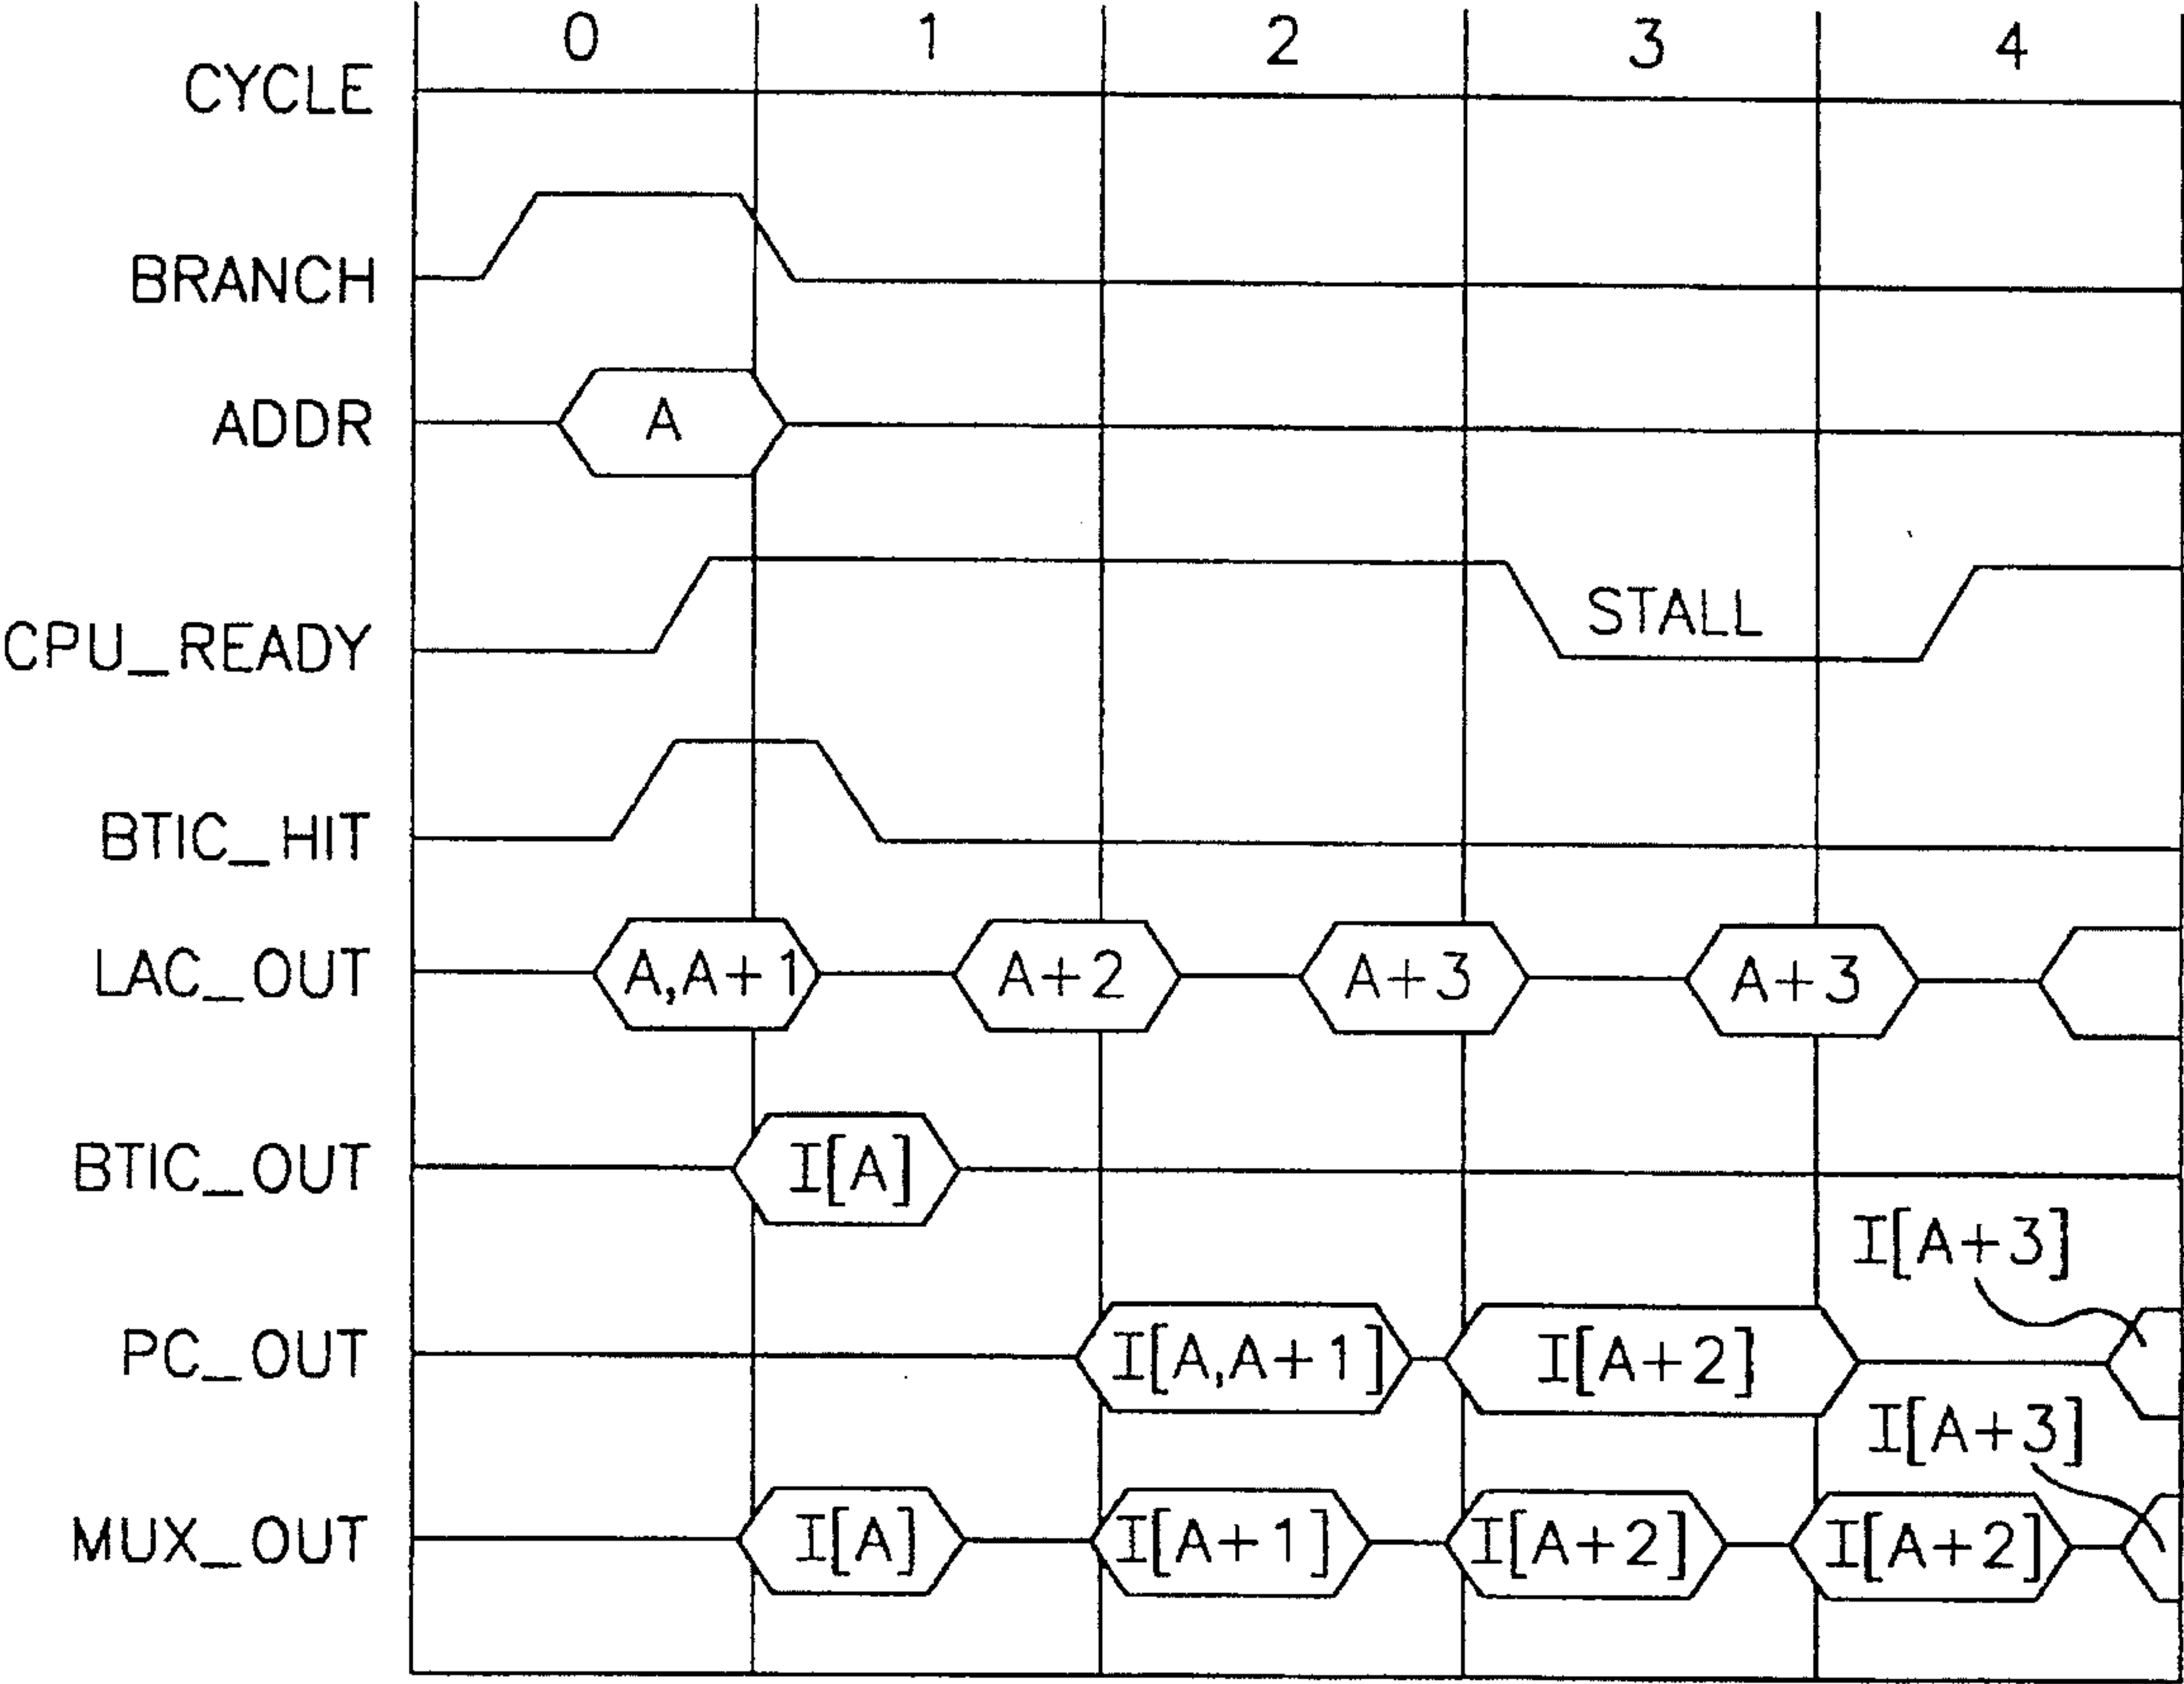 CYCLE 0 1 2 3 4
BRANCH
ADDR A
CPU_READY STALL
BTIC_HIT
LAC_OUT A,A+1 A+2 A+3 A+3
BTIC_OUT I[A]
I[A+3]
PC_OUT I[A,A+1] I[A+2]
I[A+3]
MUX_OUT I[A] I[A+1] I[A+2] I[A+2]